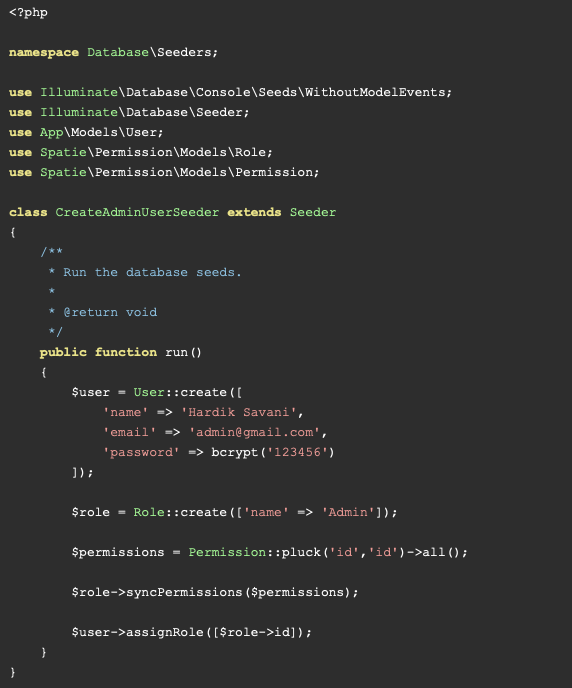 <?php
namespace Database\Seeders;
use Illuminate\Database\Console\Seeds\WithoutModelEvents;
use Illuminate\Database\Seeder;
use App\Models\User;
use Spatie\Permission\Models\Role;
use Spatie\Permission\Models\Permission;
class CreateAdminUserSeeder extends Seeder
{
    /**
     * Run the database seeds.
     *
     * @return void
     */
    public function run()
    {
        $user = User::create([
            'name' => 'Hardik Savani',
            'email' => 'admin@gmail.com',
            'password' => bcrypt('123456')
        ]);
        $role = Role::create(['name' => 'Admin']);
        $permissions = Permission::pluck('id','id')->all();
        $role->syncPermissions($permissions);
        $user->assignRole([$role->id]);
    }
}